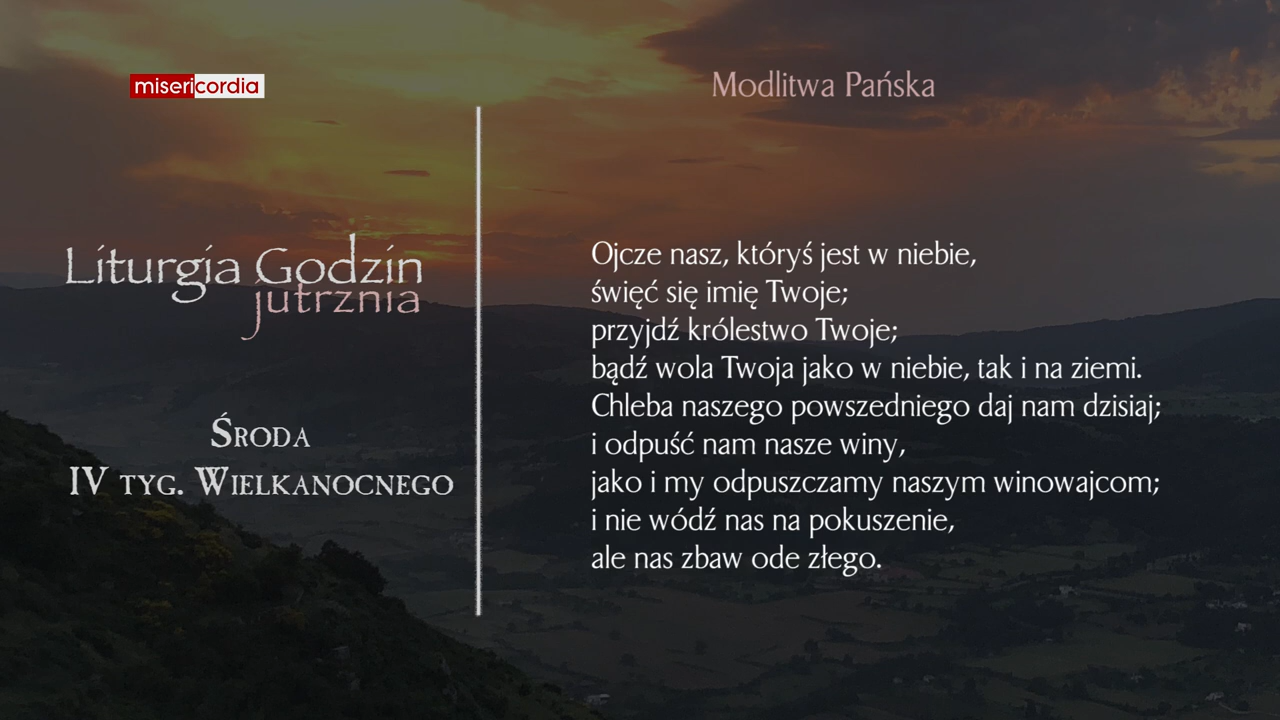 misericordia
Liturgia Godzin
jutrznia
Środa
IV tyg. Wielkanocnego
Modlitwa Pańska
Ojcze nasz, któryś jest w niebie,
święć się imię Twoje;
przyjdź królestwo Twoje;
bądź wola Twoja jako w niebie, tak i na ziemi.
Chleba naszego powszedniego daj nam dzisiaj;
i odpuść nam nasze winy,
jako i my odpuszczamy naszym winowajcom;
i nie wódź nas na pokuszenie,
ale nas zbaw ode złego.